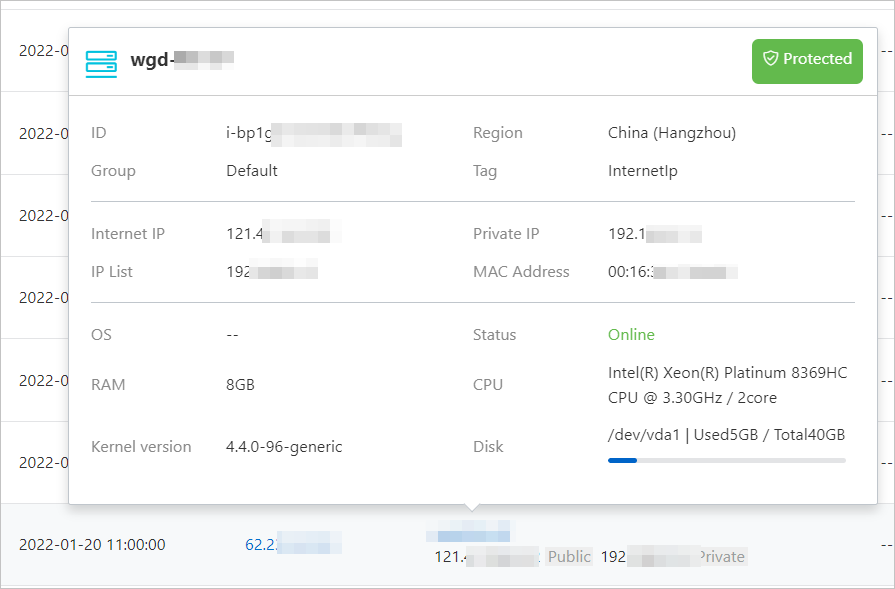 wgd-
Protected
ID i-bp1g Region China (Hangzhou)
Group Default Tag InternetIp
Internet IP 121.4 Private IP 192.1
IP List 192 MAC Address 00:16:
OS -- Status Online
RAM 8GB CPU Intel(R) Xeon(R) Platinum 8369HC
CPU @ 3.30GHz / 2core
Kernel version 4.4.0-96-generic Disk /dev/vda1 | Used5GB / Total40GB
2022-0
2022-0
2022-0
2022-0
2022-0
2022-0
2022-01-20 11:00:00 62.2 --
121. Public 192 Private